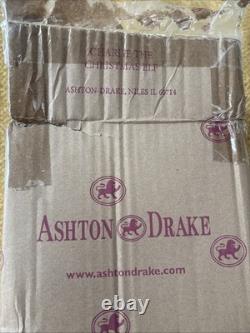 CHARLIE THE
CHRISTMAS ELF
ASHTON-DRAKE, NILES IL 60714
ASHTON DRAKE
www.ashtondrake.com